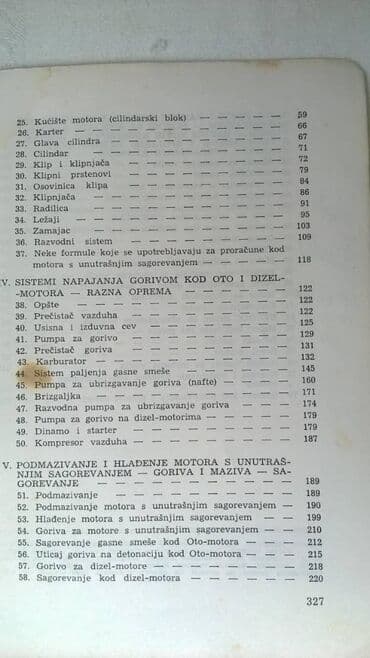 25. Kućište motora (cilindarski blok) — — — — — 59
26. Karter — — — — — — — — — — — — 66
27. Glava cilindra — — — — — — — — — — 67
28. Cilindar — — — — — — — — — — — 71
29. Klip i klipnjača — — — — — — — — — 72
30. Klipni prstenovi — — — — — — — — — 79
31. Osovinica klipa — — — — — — — — — 84
32. Klipnjača — — — — — — — — — — — 86
33. Radilica — — — — — — — — — — — 91
34. Ležaji — — — — — — — — — — — — 95
35. Zamajac — — — — — — — — — — — 103
36. Razvodni sistem — — — — — — — — — 109
37. Neke formule koje se upotrebljavaju za proračune kod
motora s unutrašnjim sagorevanjem — — — — 118
IV. SISTEMI NAPAJANJA GORIVOM KOD OTO I DIZEL-
-MOTORA — RAZNA OPREMA — — — — — 122
38. Opšte — — — — — — — — — — — — 122
39. Prečistač vazduha — — — — — — — — 122
40. Usisna i izduvna cev — — — — — — — 125
41. Pumpa za gorivo — — — — — — — — — 129
42. Prečistač goriva — — — — — — — — — 131
43. Karburator — — — — — — — — — — 132
44. Sistem paljenja gasne smeše — — — — — — 145
45. Pumpa za ubrizgavanje goriva (nafte) — — — — 160
46. Brizgaljka — — — — — — — — — — — 171
47. Razvodna pumpa za ubrizgavanje goriva — — — 174
48. Pumpa za gorivo na dizel-motorima — — — — 179
49. Dinamo i starter — — — — — — — — — 179
50. Kompresor vazduha — — — — — — — — 187
V. PODMAZIVANJE I HLAĐENJE MOTORA S UNUTRAŠ-
NJIM SAGOREVANJEM — GORIVA I MAZIVA — SA-
GOREVANJE — — — — — — — — — — — 189
51. Podmazivanje — — — — — — — — — — 189
52. Podmazivanje motora s unutrašnjim sagorevanjem — — 190
53. Hlađenje motora s unutrašnjim sagorevanjem — — — 199
54. Goriva za motore s unutrašnjim sagorevanjem — — — 210
55. Sagorevanje gasne smeše kod Oto-motora — — — — 212
56. Uticaj goriva na detonaciju kod Oto-motora — — — 215
57. Gorivo za dizel-motore — — — — — — — 218
58. Sagorevanje kod dizel-motora — — — — — — 220
327